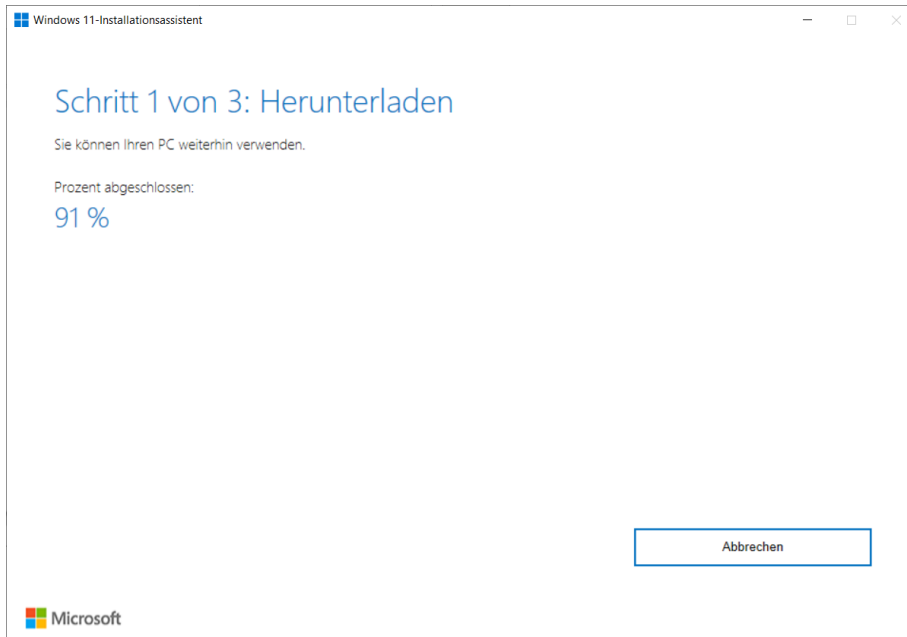 Windows 11-Installationsassistent
Schritt 1 von 3: Herunterladen
Sie können Ihren PC weiterhin verwenden.
Prozent abgeschlossen:
91 %
Abbrechen
Microsoft